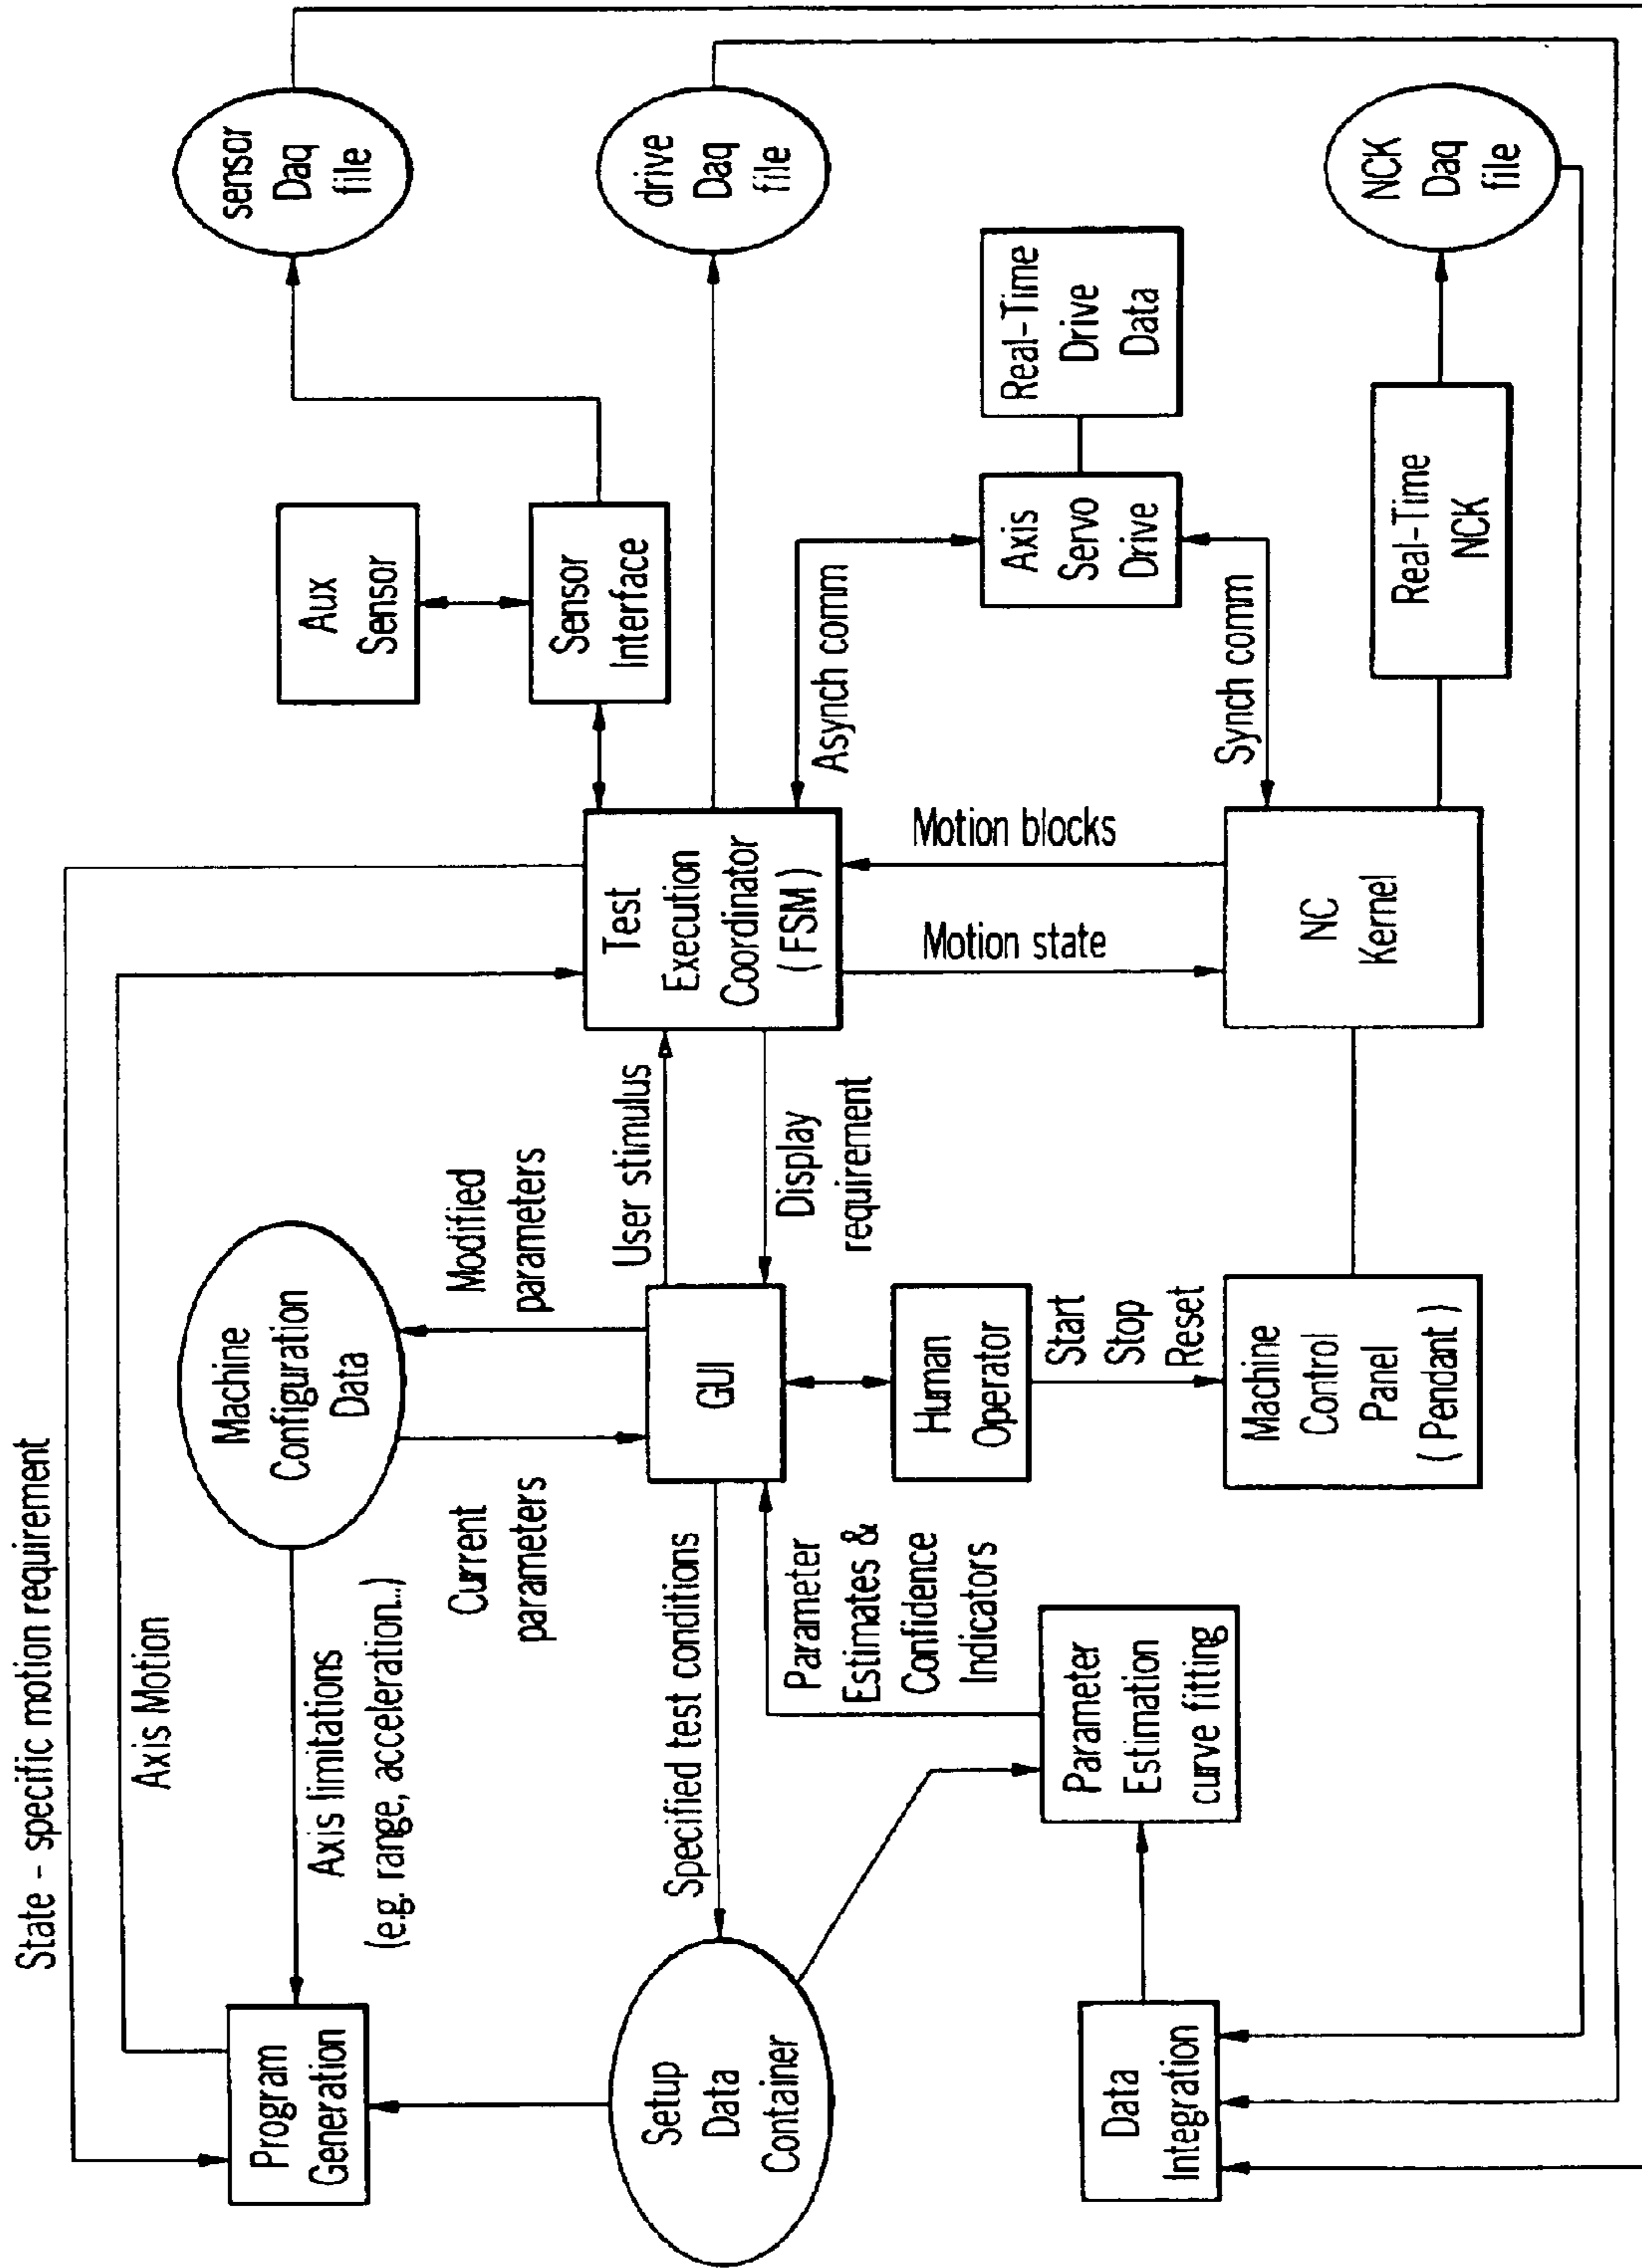 State - specific motion requirement
Axis Motion
Program
Generation
Axis limitations
(e.g. range, acceleration...)
Machine
Configuration
Data
Current
parameters
Modified
parameters
sensor
Daq
file
Aux
Sensor
Sensor
Interface
Setup
Data
Container
Specified test conditions
GUI
User stimulus
Display
requirement
Test
Execution
Coordinator
( FSM )
drive
Daq
file
Parameter
Estimates &
Confidence
Indicators
Human
Operator
Start
Stop
Reset
Motion blocks
Motion state
Asynch comm
Axis
Servo
Drive
Real-Time
Drive
Data
Synch comm
Data
Integration
Parameter
Estimation
curve fitting
Machine
Control
Panel
( Pendant )
NC
Kernel
Real-Time
NCK
NCK
Daq
file